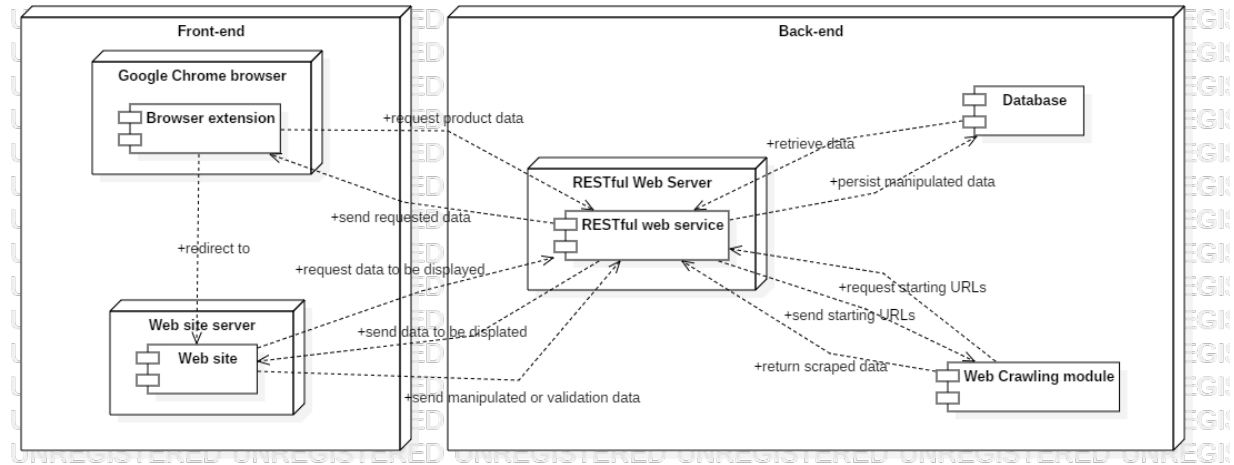 Front-end
Back-end
Google Chrome browser
Browser extension
Database
+request product data
+retrieve data
RESTful Web Server
+persist manipulated data
+send requested data
RESTful web service
+redirect to
+request data to be displayed
+request starting URLs
+send starting URLs
Web site server
+send data to be displated
Web site
+return scraped data
Web Crawling module
+send manipulated or validation data
UNREGISTERED UNREGISTERED UNREGISTERED UNREGISTERED UNREGISTERED